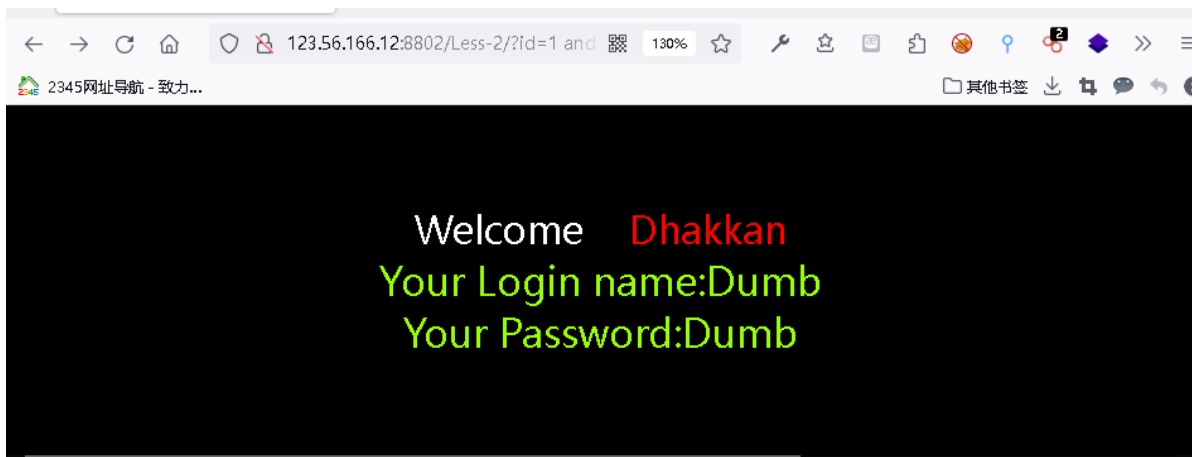 123.56.166.12:8802/Less-2/?id=1 and
130%
2
2345网址导航 - 致力...
其他书签
Welcome Dhakkan
Your Login name:Dumb
Your Password:Dumb